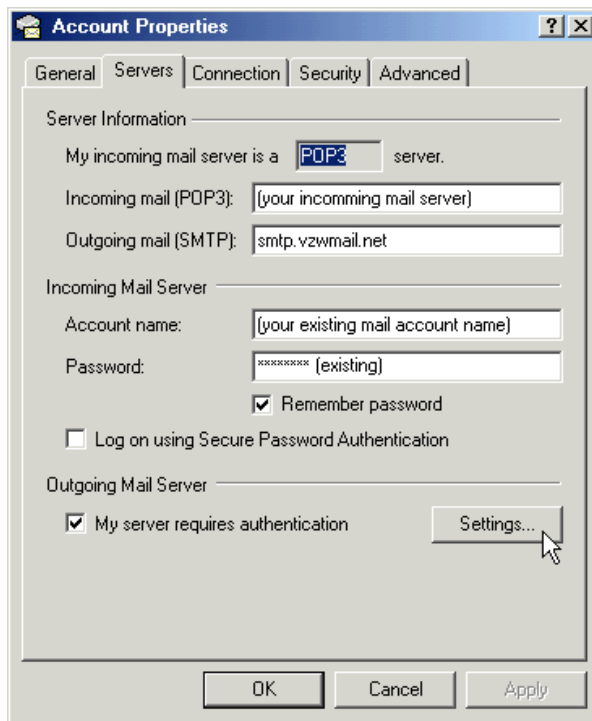 Account Properties
General Servers Connection Security Advanced
Server Information
My incoming mail server is a POP3 server.
Incoming mail (POP3): (your incomming mail server)
Outgoing mail (SMTP): smtp.vzwmail.net
Incoming Mail Server
Account name: (your existing mail account name)
Password: ******** (existing)
Remember password
Log on using Secure Password Authentication
Outgoing Mail Server
My server requires authentication Settings...
OK Cancel Apply